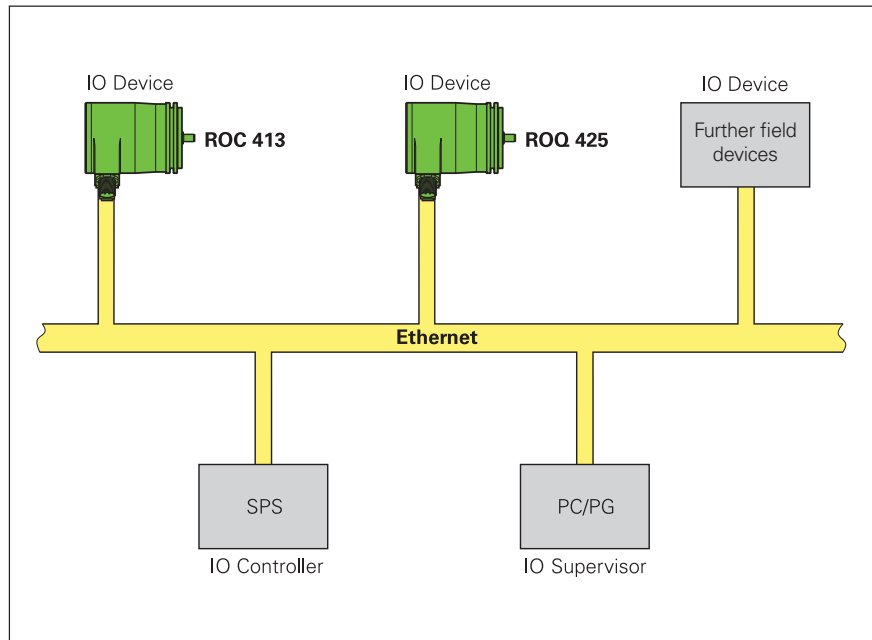 IO Device
IO Device
IO Device
ROC 413
ROQ 425
Further field
devices
Ethernet
SPS
PC/PG
IO Controller
IO Supervisor